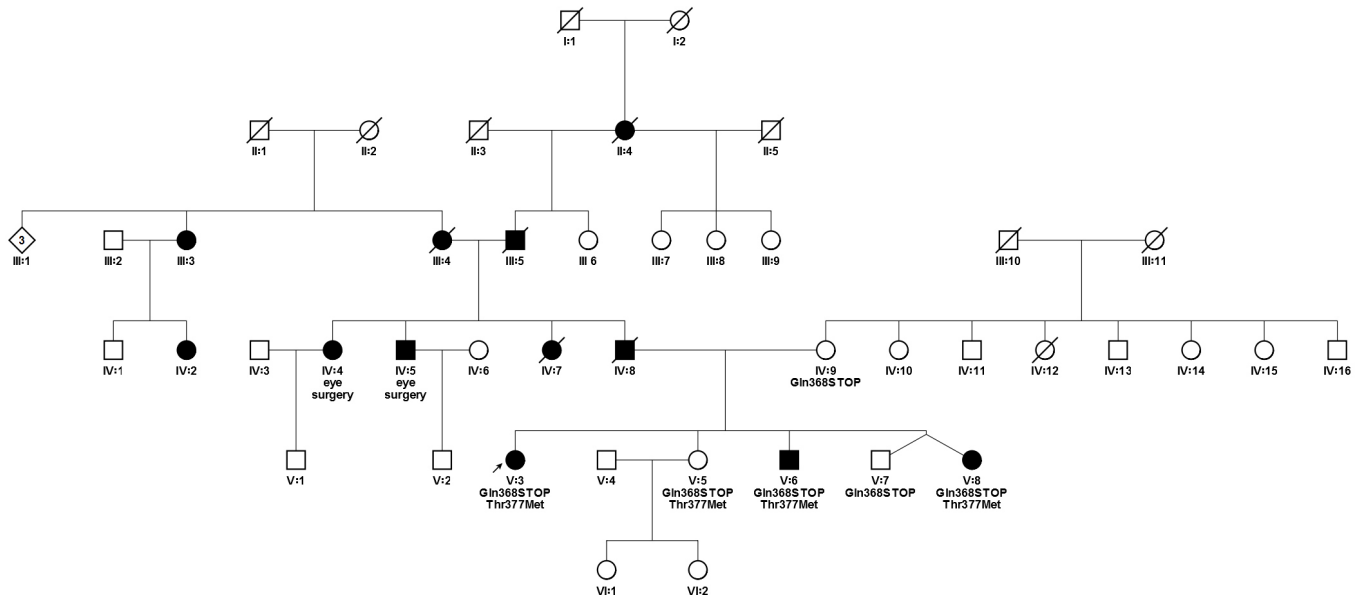 I:1 I:2
II:1 II:2 II:3 II:4 II:5
3
III:1 III:2 III:3 III:4 III:5 III 6 III:7 III:8 III:9 III:10 III:11
IV:1 IV:2 IV:3 IV:4 IV:5 IV:6 IV:7 IV:8 IV:9 IV:10 IV:11 IV:12 IV:13 IV:14 IV:15 IV:16
eye eye Gln368STOP
surgery surgery
V:1 V:2 V:3 V:4 V:5 V:6 V:7 V:8
Gln368STOP Gln368STOP Gln368STOP Gln368STOP Gln368STOP
Thr377Met Thr377Met Thr377Met Thr377Met
VI:1 VI:2